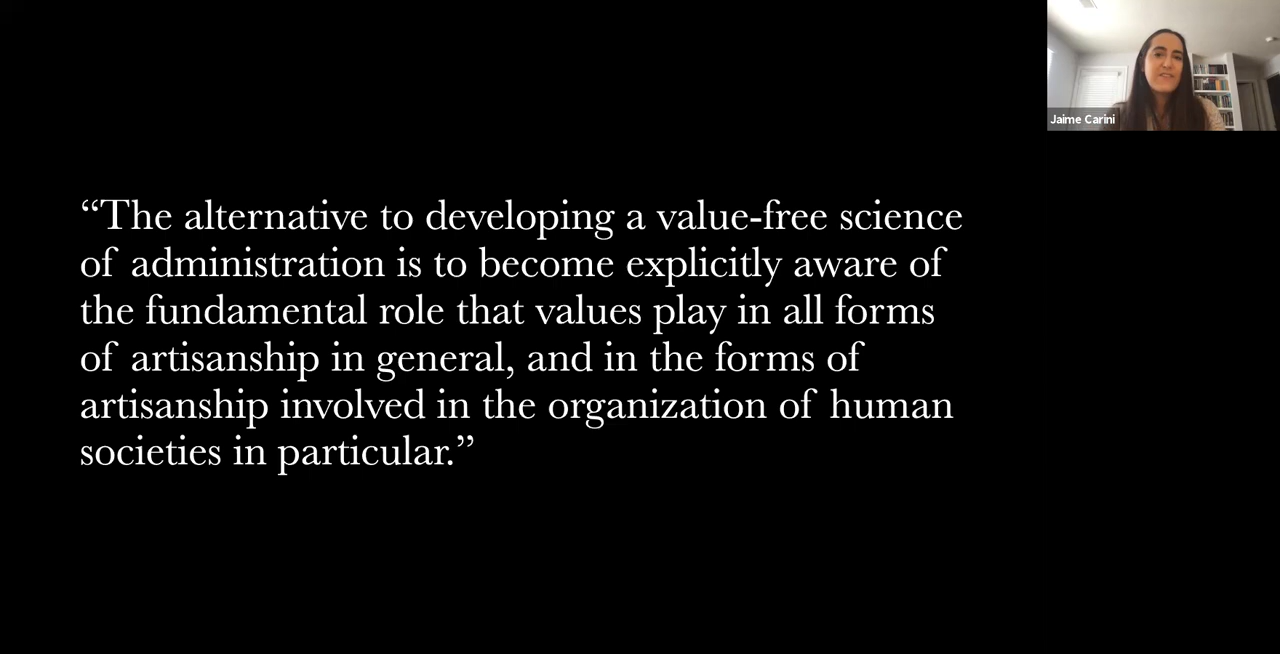 Jaime Carini
“The alternative to developing a value-free science
of administration is to become explicitly aware of
the fundamental role that values play in all forms
of artisanship in general, and in the forms of
artisanship involved in the organization of human
societies in particular.”